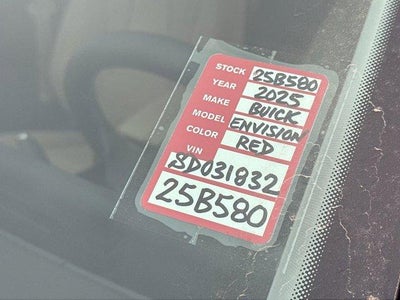 STOCK 25B580
YEAR 2025
MAKE BUICK
MODEL ENVISION
COLOR RED
VIN
SD031832
25B580